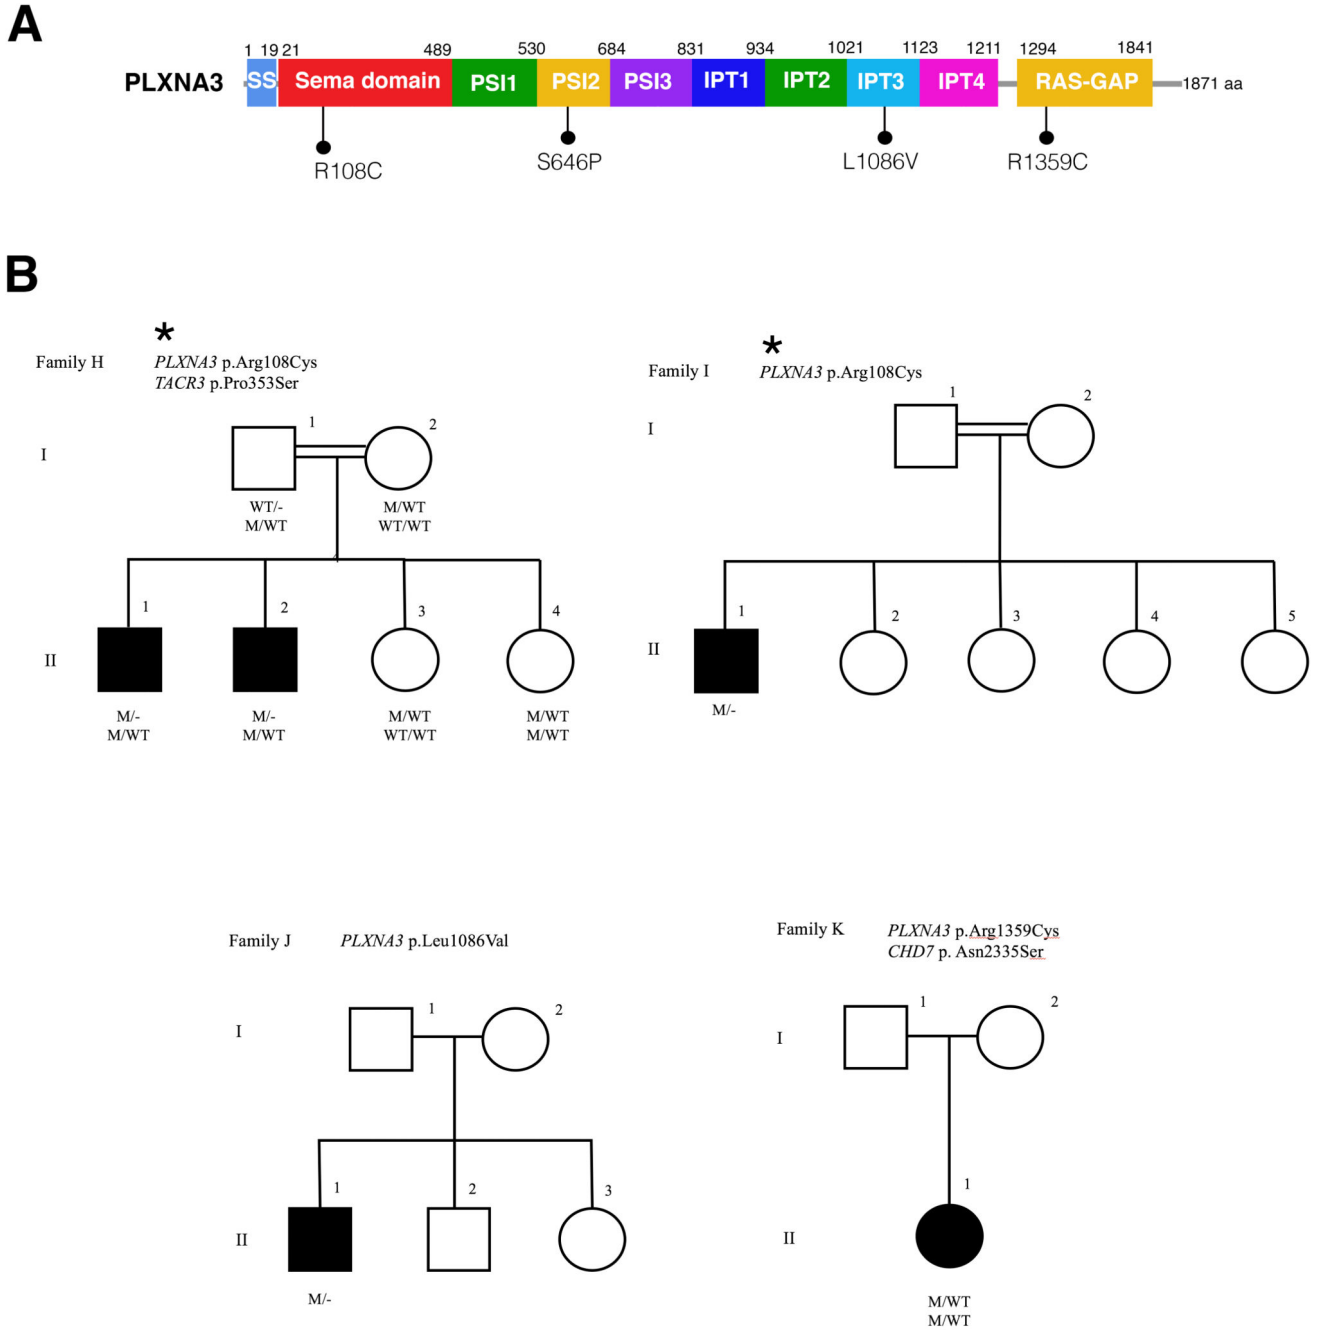 A
1 19 21 489 530 684 831 934 1021 1123 1211 1294 1841
PLXNA3 SS Sema domain PSI1 PSI2 PSI3 IPT1 IPT2 IPT3 IPT4 RAS-GAP 1871 aa
R108C S646P L1086V R1359C
B
*
Family H PLXNA3 p.Arg108Cys
TACR3 p.Pro353Ser
1 2
I
WT/- M/WT
M/WT WT/WT
1 2 3 4
II
M/- M/- M/WT M/WT
M/WT M/WT WT/WT M/WT
*
Family I PLXNA3 p.Arg108Cys
1 2
I
1 2 3 4 5
II
M/-
Family J PLXNA3 p.Leu1086Val
1 2
I
1 2 3
II
M/-
Family K PLXNA3 p.Arg1359Cys
CHD7 p. Asn2335Ser
1 2
I
1
II
M/WT
M/WT